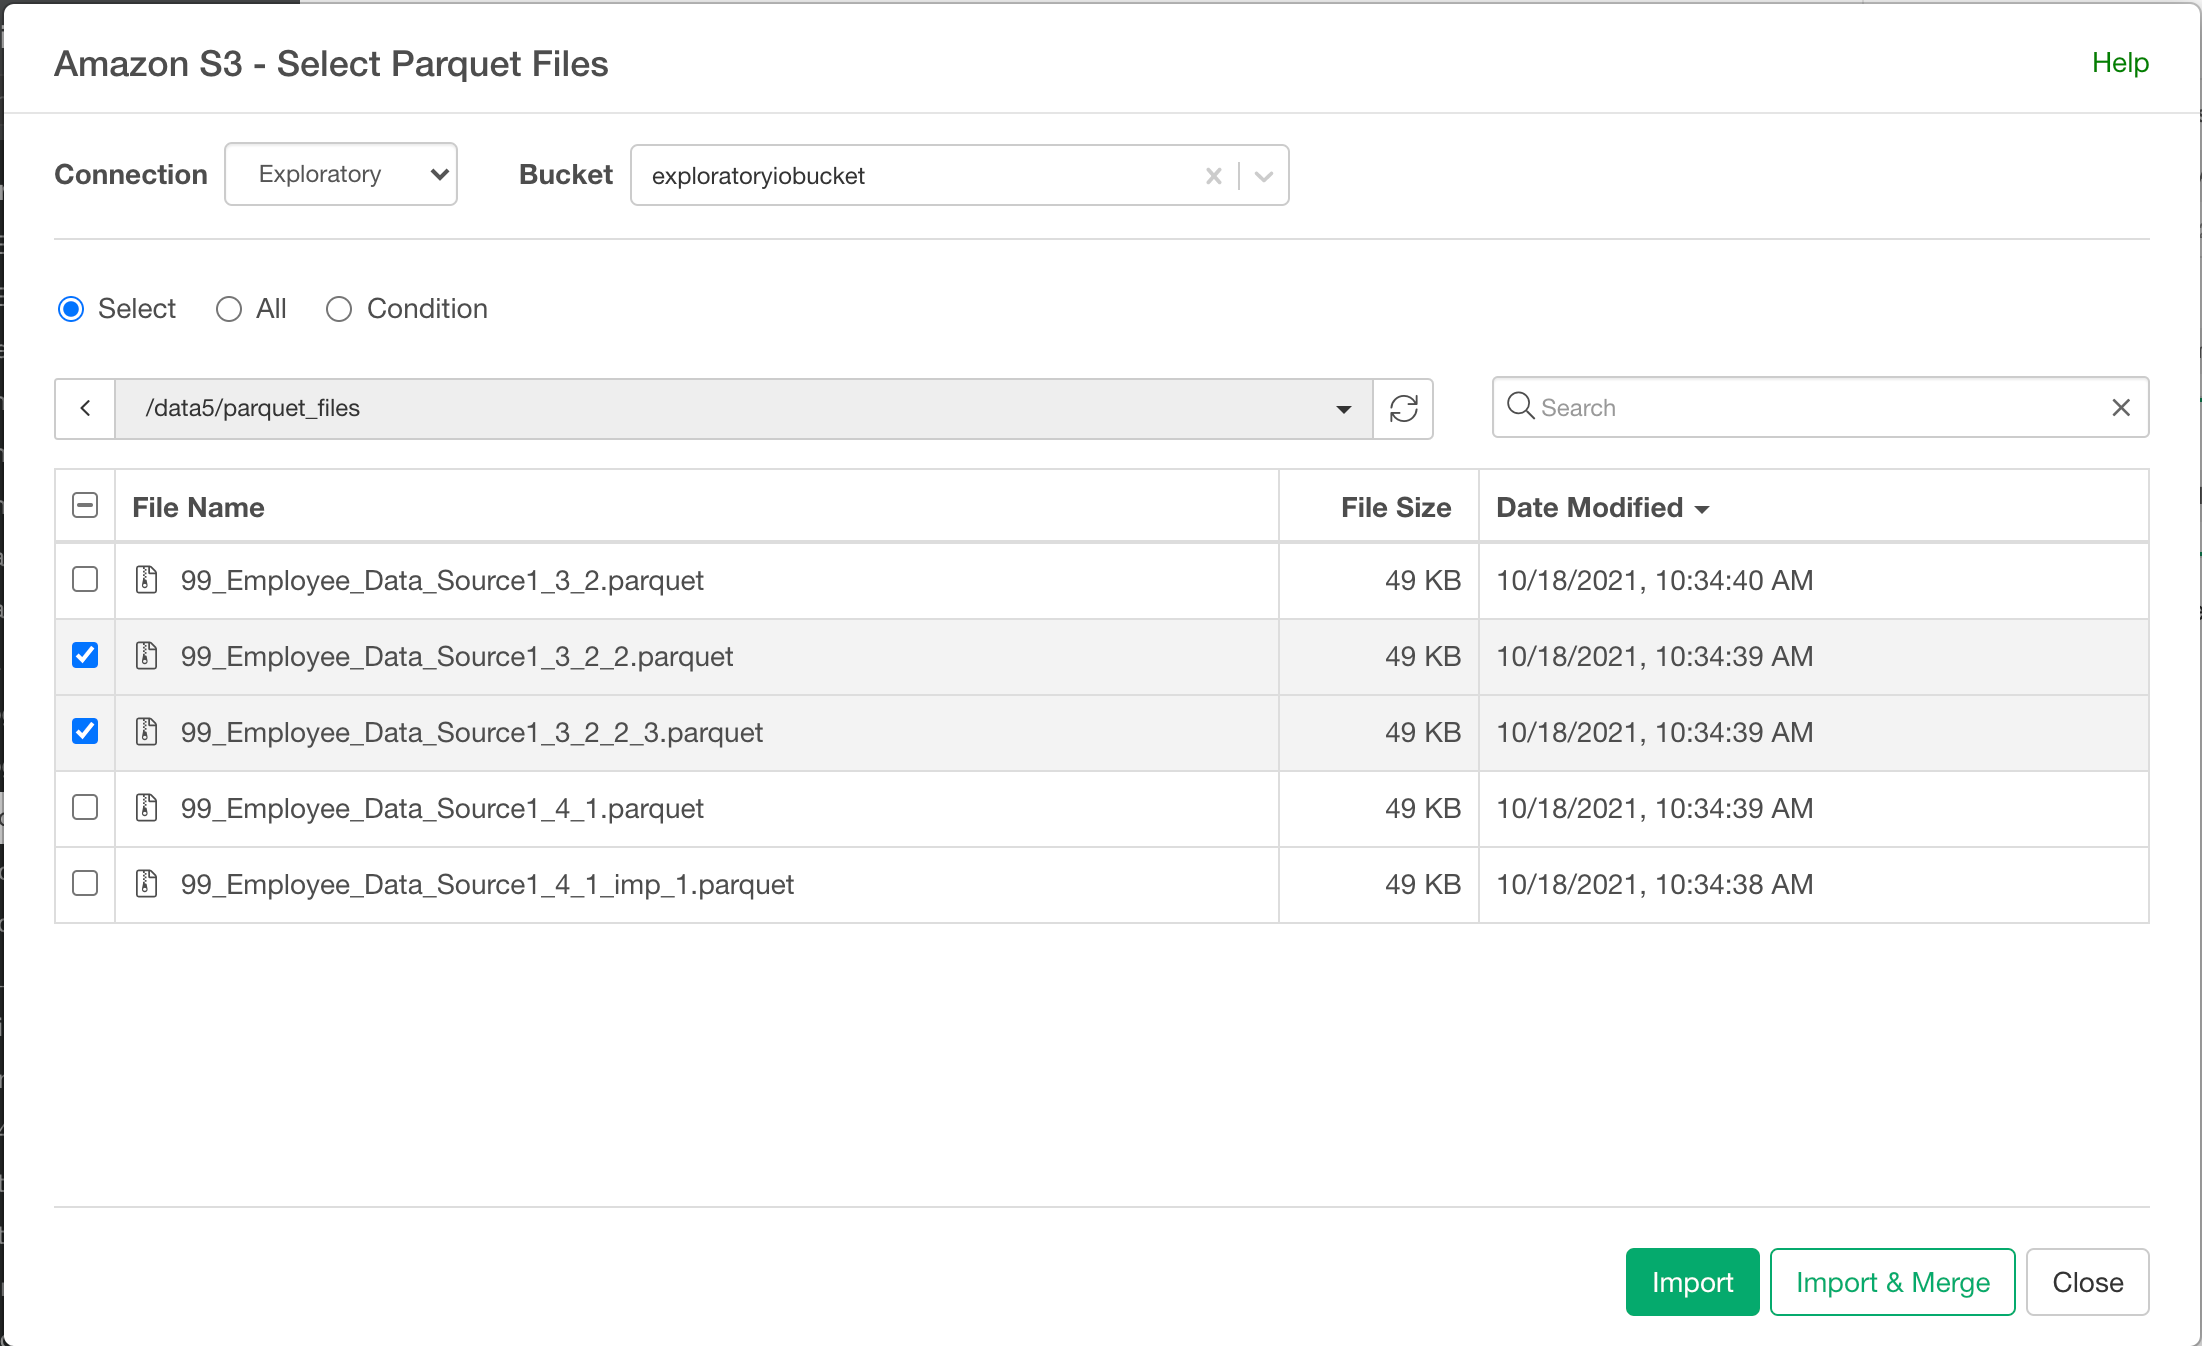 Amazon S3 - Select Parquet Files
Help
Connection Exploratory Bucket exploratoryiobucket
Select All Condition
/data5/parquet_files Search
File Name File Size Date Modified
99_Employee_Data_Source1_3_2.parquet 49 KB 10/18/2021, 10:34:40 AM
99_Employee_Data_Source1_3_2_2.parquet 49 KB 10/18/2021, 10:34:39 AM
99_Employee_Data_Source1_3_2_2_3.parquet 49 KB 10/18/2021, 10:34:39 AM
99_Employee_Data_Source1_4_1.parquet 49 KB 10/18/2021, 10:34:39 AM
99_Employee_Data_Source1_4_1_imp_1.parquet 49 KB 10/18/2021, 10:34:38 AM
Import Import & Merge Close